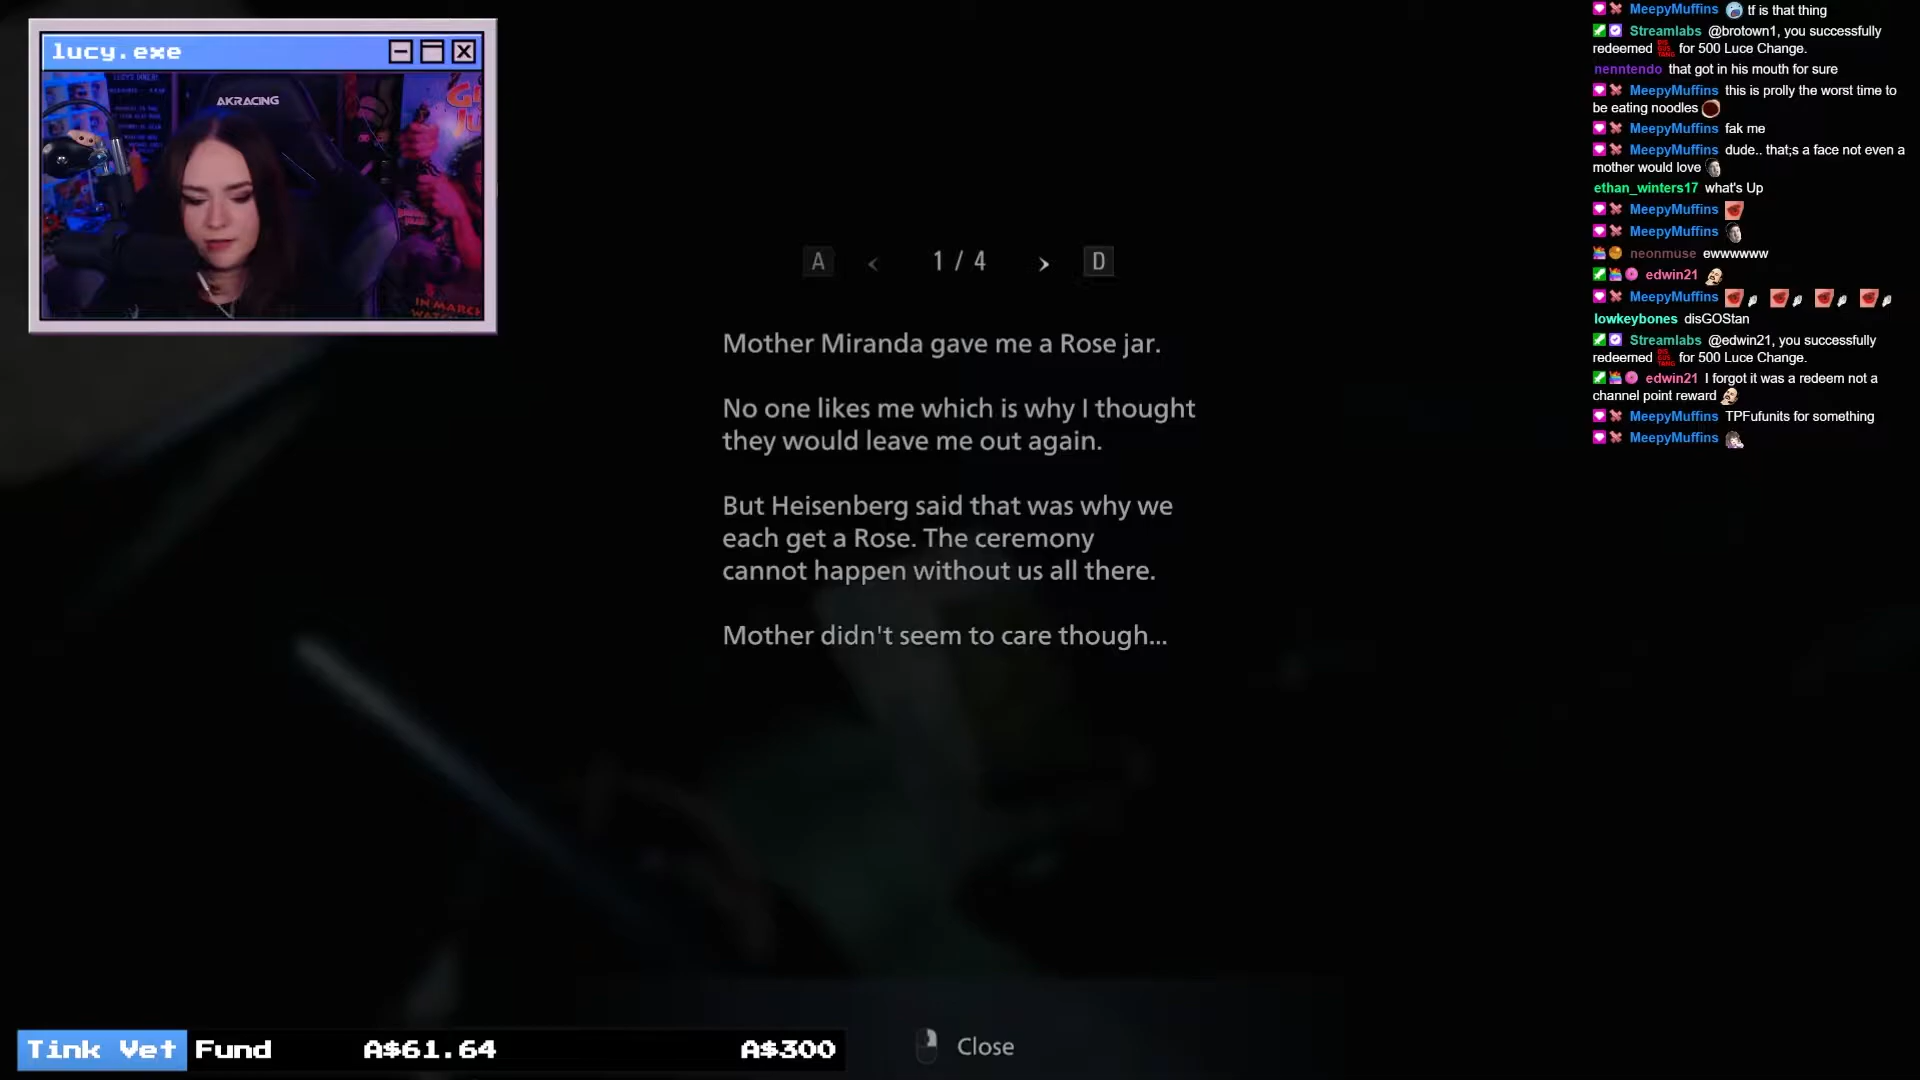 lucy.exe
AKRACING
IN MARCH
A < 1 / 4 > D
Mother Miranda gave me a Rose jar.
No one likes me which is why I thought
they would leave me out again.
But Heisenberg said that was why we
each get a Rose. The ceremony
cannot happen without us all there.
Mother didn't seem to care though...
Close
Tink Vet Fund A$61.64 A$300
MeepyMuffins tf is that thing
Streamlabs @brotown1, you successfully
redeemed for 500 Luce Change.
nenntendo that got in his mouth for sure
MeepyMuffins this is prolly the worst time to
be eating noodles
MeepyMuffins fak me
MeepyMuffins dude.. that;s a face not even a
mother would love
ethan_winters17 what's Up
MeepyMuffins
MeepyMuffins
neonmuse ewwwwww
edwin21
MeepyMuffins
lowkeybones disGOStan
Streamlabs @edwin21, you successfully
redeemed for 500 Luce Change.
edwin21 I forgot it was a redeem not a
channel point reward
MeepyMuffins TPFufunits for something
MeepyMuffins